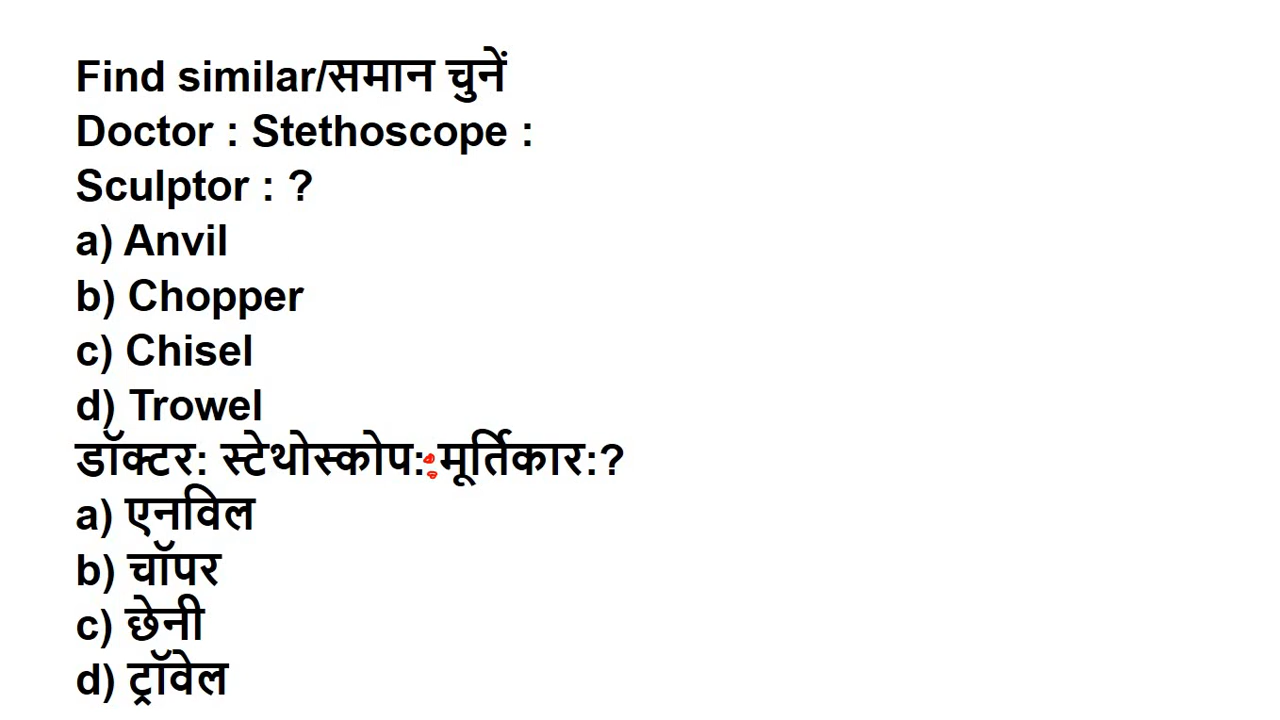 Find similar/समान चुनें
Doctor : Stethoscope :
Sculptor : ?
a) Anvil
b) Chopper
c) Chisel
d) Trowel
डॉक्टर: स्टेथोस्कोप::मूर्तिकार:?
a) एनविल
b) चॉपर
c) छेनी
d) ट्रॉवेल